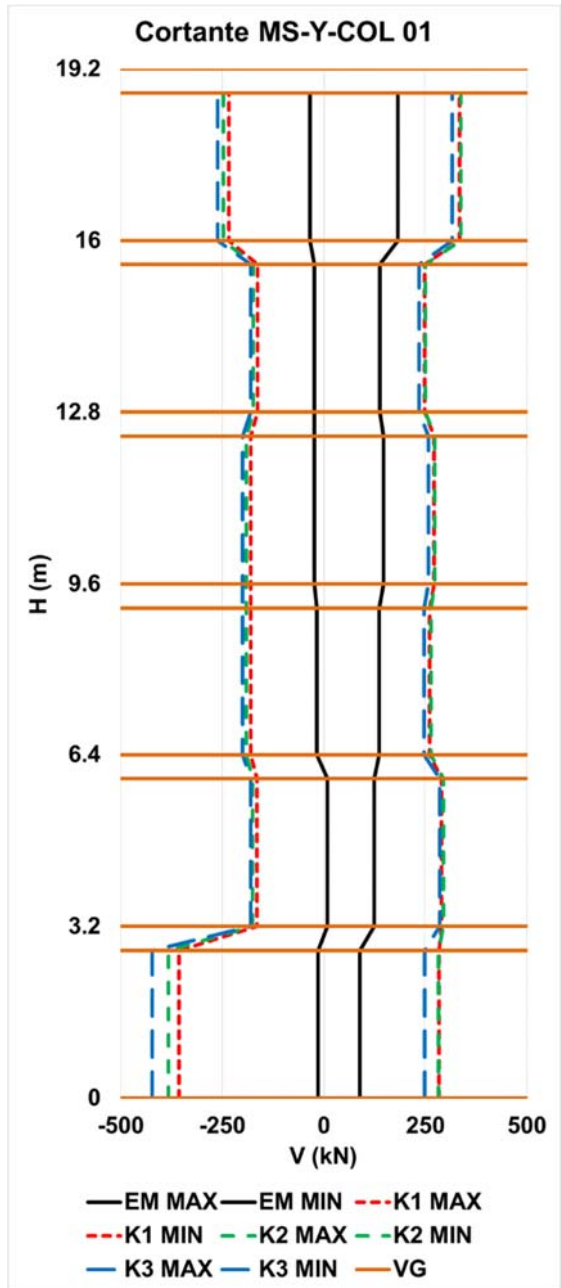 Cortante MS-Y-COL 01
19.2
16
12.8
9.6
6.4
3.2
0
H (m)
-500 -250 0 250 500
V (kN)
EM MAX EM MIN K1 MAX
K1 MIN K2 MAX K2 MIN
K3 MAX K3 MIN VG